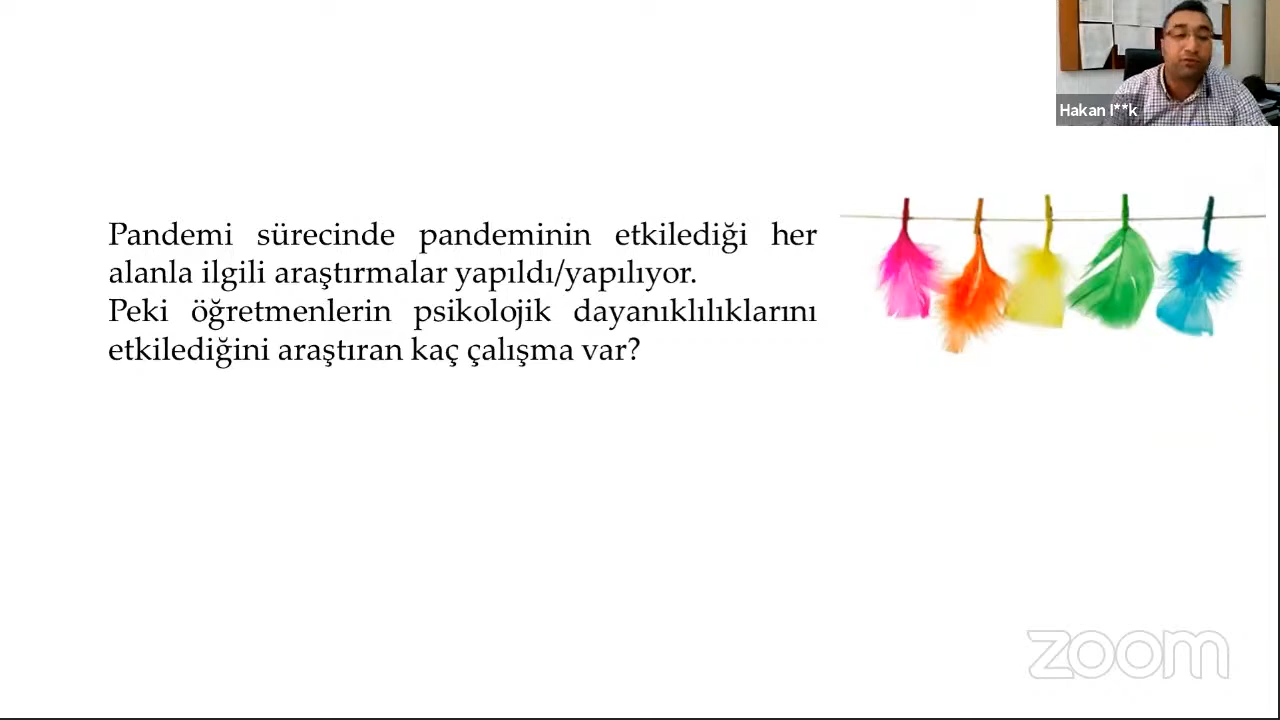 Hakan I**k
Pandemi sürecinde pandeminin etkilediği her
alanla ilgili araştırmalar yapıldı/yapılıyor.
Peki öğretmenlerin psikolojik dayanıklılıklarını
etkilediğini araştıran kaç çalışma var?
zoom